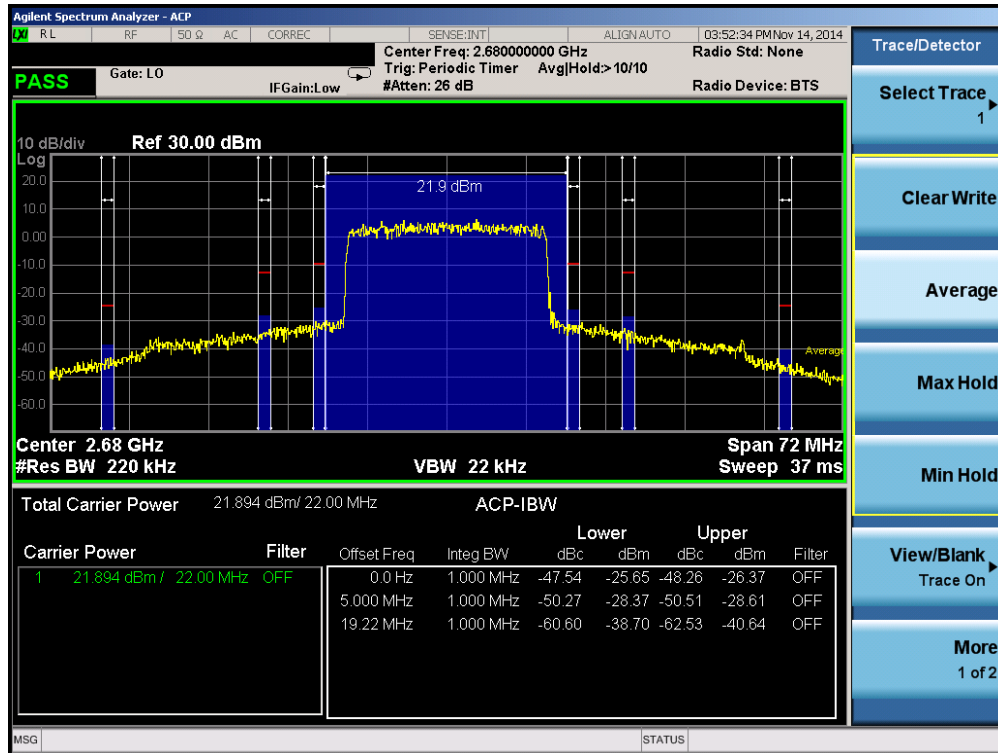 Agilent Spectrum Analyzer - ACP
LXI RL RF 50 Ω AC CORREC SENSE:INT ALIGN AUTO 03:52:34 PM Nov 14, 2014
Center Freq: 2.680000000 GHz Radio Std: None
PASS Gate: LO Trig: Periodic Timer Avg|Hold:>10/10
IFGain:Low #Atten: 26 dB Radio Device: BTS
10 dB/div Ref 30.00 dBm
Log
20.0
21.9 dBm
10.0
0.00
-10.0
-20.0
-30.0
-40.0
Average
-50.0
-60.0
Center 2.68 GHz Span 72 MHz
#Res BW 220 kHz VBW 22 kHz Sweep 37 ms
Total Carrier Power 21.894 dBm/ 22.00 MHz ACP-IBW
Lower Upper
Carrier Power Filter Offset Freq Integ BW dBc dBm dBc dBm Filter
1 21.894 dBm / 22.00 MHz OFF 0.0 Hz 1.000 MHz -47.54 -25.65 -48.26 -26.37 OFF
5.000 MHz 1.000 MHz -50.27 -28.37 -50.51 -28.61 OFF
19.22 MHz 1.000 MHz -60.60 -38.70 -62.53 -40.64 OFF
MSG STATUS
Trace/Detector
Select Trace
1
Clear Write
Average
Max Hold
Min Hold
View/Blank
Trace On
More
1 of 2